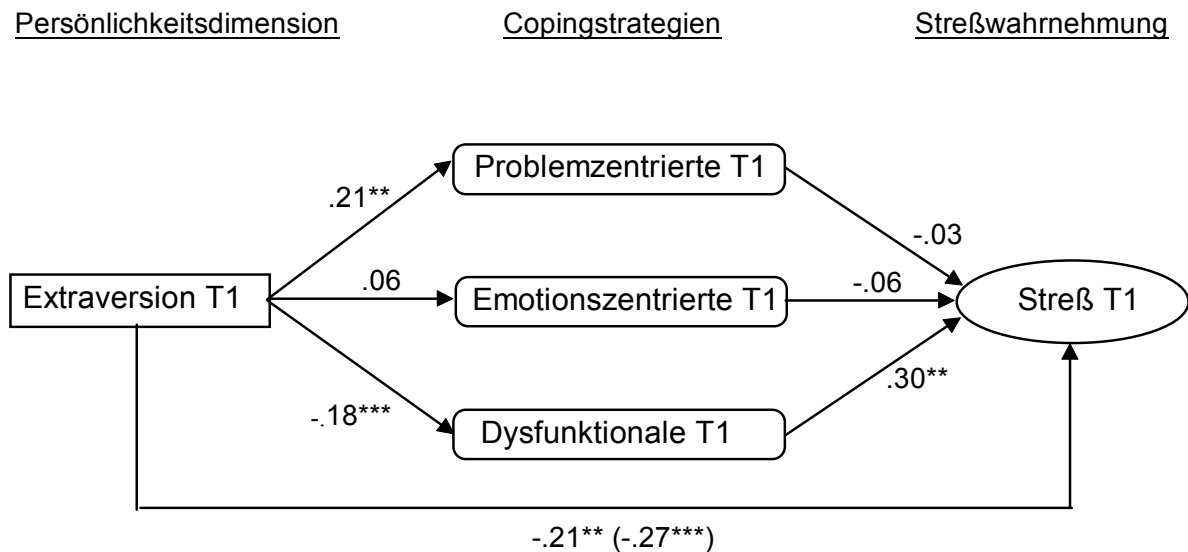 Persönlichkeitsdimension Copingstrategien Streßwahrnehmung
Problemzentrierte T1
.21**
-.03
Extraversion T1 .06 Emotionszentrierte T1 -.06 Streß T1
-.18*** .30**
Dysfunktionale T1
-.21** (-.27***)